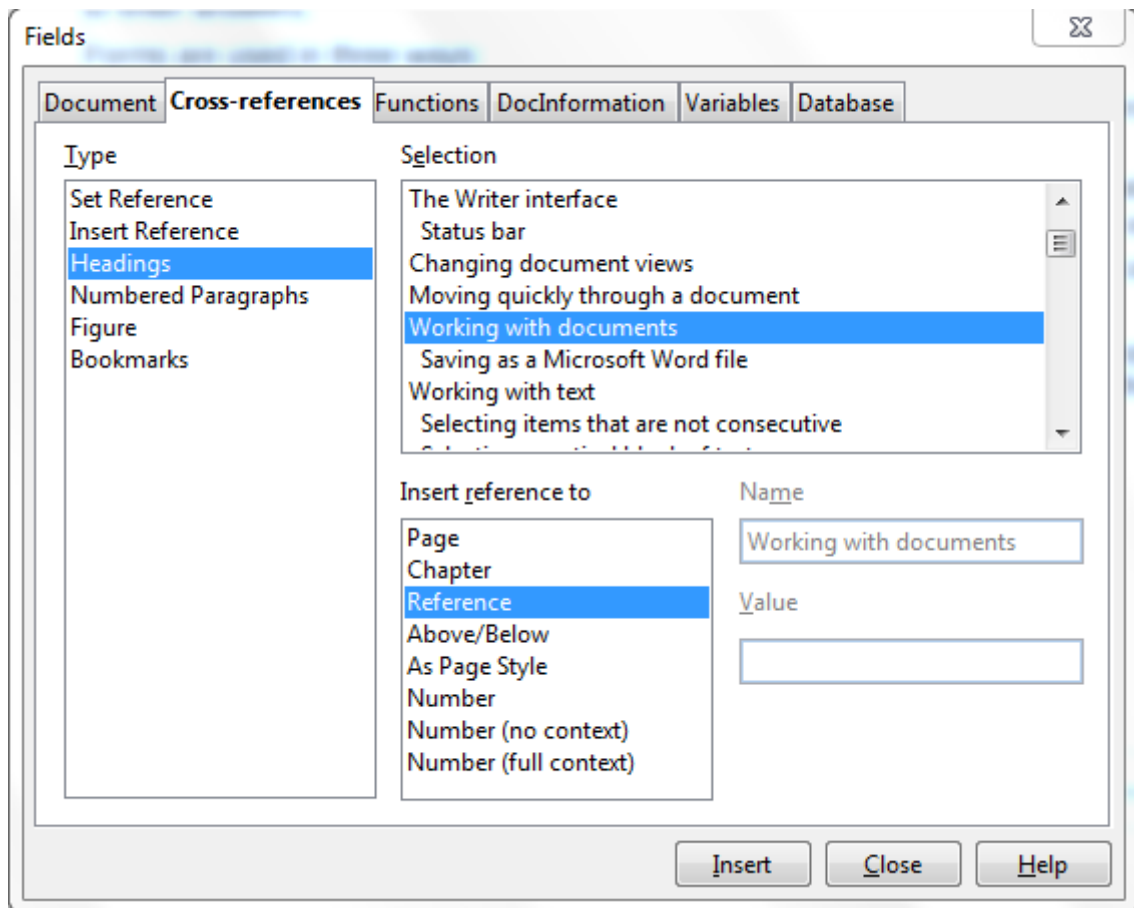 Fields
Document Cross-references Functions DocInformation Variables Database
Type
Set Reference
Insert Reference
Headings
Numbered Paragraphs
Figure
Bookmarks
Selection
The Writer interface
Status bar
Changing document views
Moving quickly through a document
Working with documents
Saving as a Microsoft Word file
Working with text
Selecting items that are not consecutive
Insert reference to
Page
Chapter
Reference
Above/Below
As Page Style
Number
Number (no context)
Number (full context)
Name
Working with documents
Value
Insert Close Help